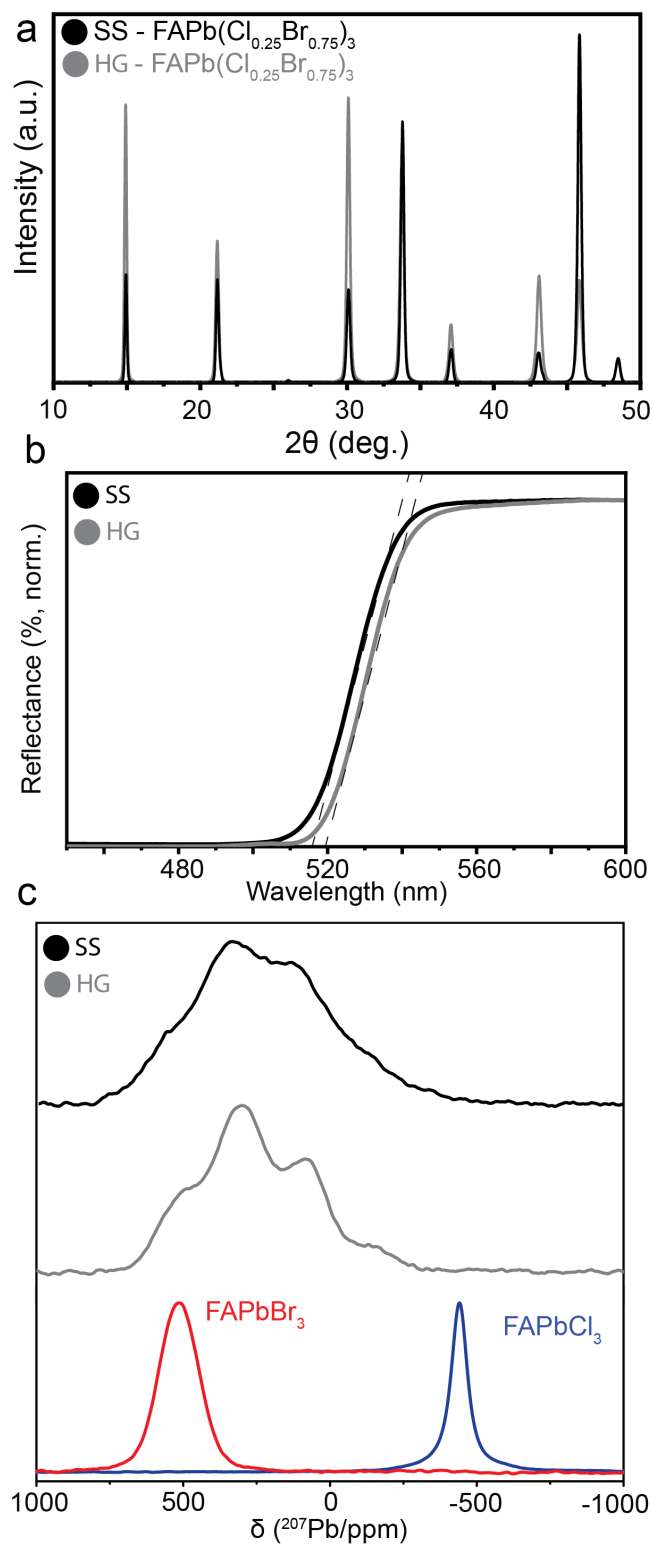 a
SS - FAPb(Cl0.25Br0.75)3
HG - FAPb(Cl0.25Br0.75)3
Intensity (a.u.)
10 20 30 40 50
2θ (deg.)
b
SS
HG
Reflectance (%, norm.)
480 520 560 600
Wavelength (nm)
c
SS
HG
FAPbBr3
FAPbCl3
1000 500 0 -500 -1000
δ (207Pb/ppm)